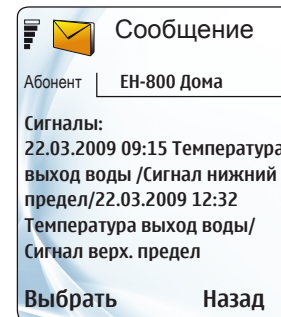 Сообщение
Абонент EH-800 Дома
Сигналы:
22.03.2009 09:15 Температура
выход воды /Сигнал нижний
предел/22.03.2009 12:32
Температура выход воды/
Сигнал верх. предел
Выбрать Назад